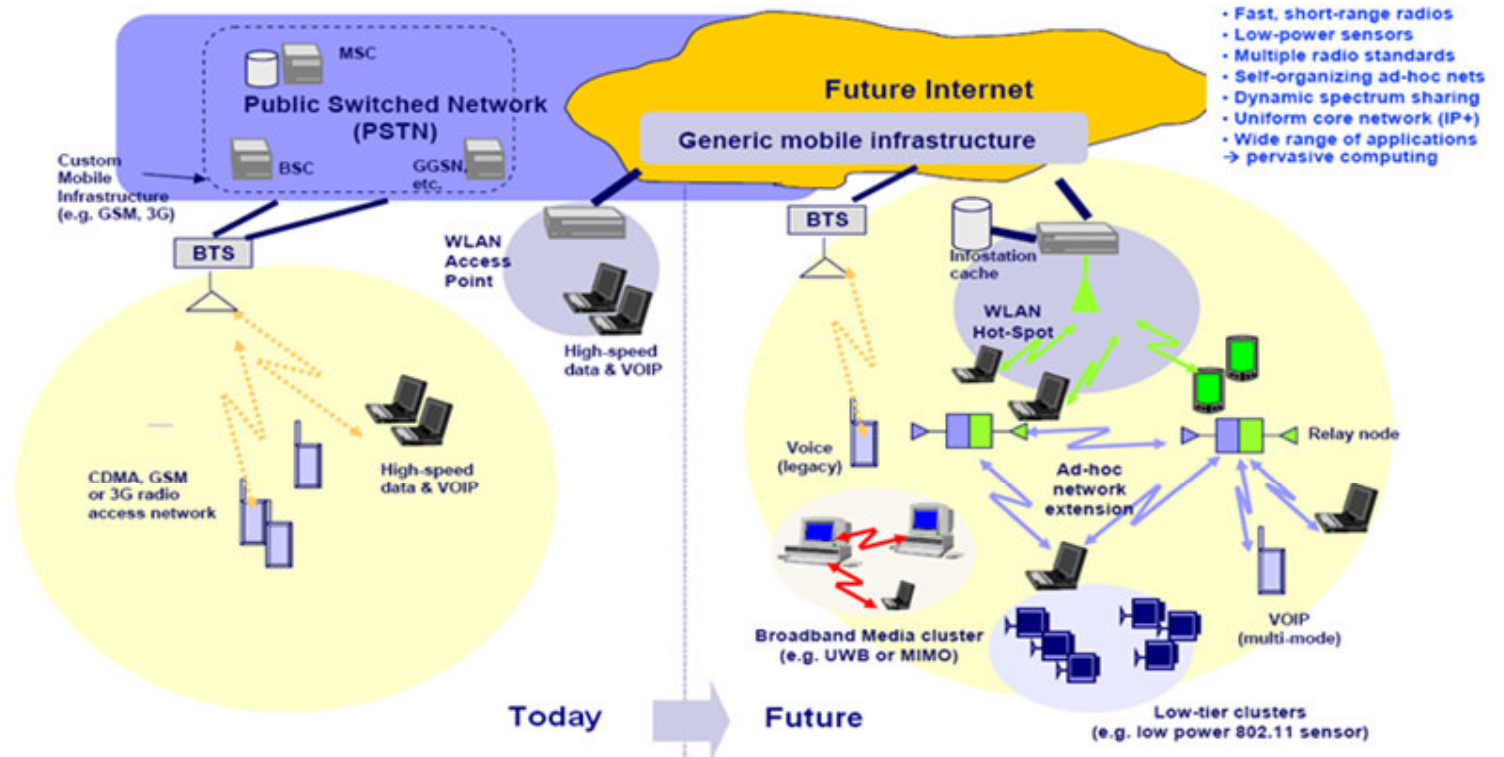 MSC
Public Switched Network
(PSTN)
BSC
GGSN,
etc.
Custom
Mobile
Infrastructure
(e.g. GSM, 3G)
BTS
WLAN
Access
Point
High-speed
data & VOIP
CDMA, GSM
or 3G radio
access network
High-speed
data & VOIP
Future Internet
Generic mobile infrastructure
• Fast, short-range radios
• Low-power sensors
• Multiple radio standards
• Self-organizing ad-hoc nets
• Dynamic spectrum sharing
• Uniform core network (IP+)
• Wide range of applications
→ pervasive computing
BTS
Infostation
cache
WLAN
Hot-Spot
Voice
(legacy)
Relay node
Ad-hoc
network
extension
Broadband Media cluster
(e.g. UWB or MIMO)
VOIP
(multi-mode)
Low-tier clusters
(e.g. low power 802.11 sensor)
Today
Future